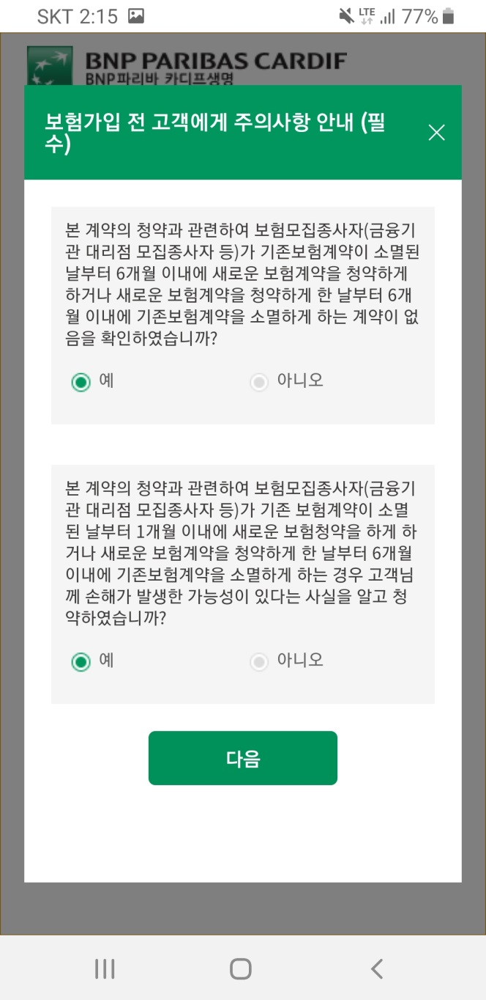 SKT 2:15 LTE 77%
BNP PARIBAS CARDIF
BNP파리바 카디프생명
보험가입 전 고객에게 주의사항 안내 (필
수)
본 계약의 청약과 관련하여 보험모집종사자(금융기
관 대리점 모집종사자 등)가 기존보험계약이 소멸된
날부터 6개월 이내에 새로운 보험계약을 청약하게
하거나 새로운 보험계약을 청약하게 한 날부터 6개
월 이내에 기존보험계약을 소멸하게 하는 계약이 없
음을 확인하였습니까?
예 아니오
본 계약의 청약과 관련하여 보험모집종사자(금융기
관 대리점 모집종사자 등)가 기존 보험계약이 소멸
된 날부터 1개월 이내에 새로운 보험청약을 하게 하
거나 새로운 보험계약을 청약하게 한 날부터 6개월
이내에 기존보험계약을 소멸하게 하는 경우 고객님
께 손해가 발생한 가능성이 있다는 사실을 알고 청
약하였습니까?
예 아니오
다음